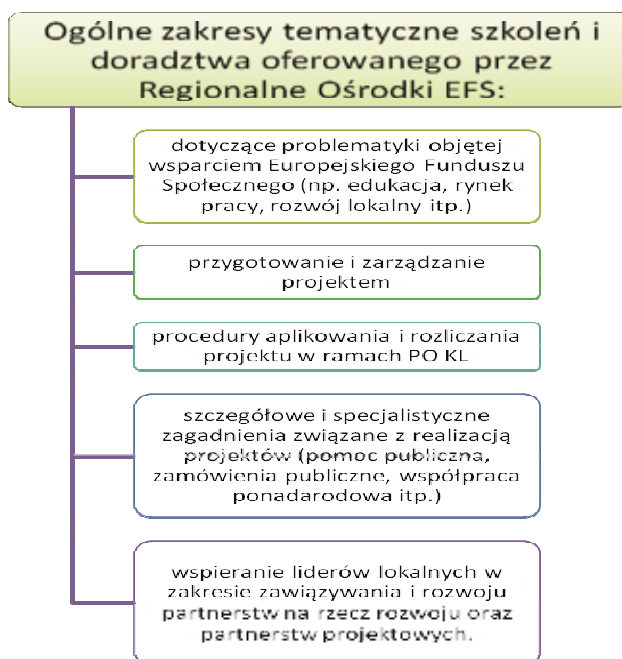 Ogólne zakresy tematyczne szkoleń i
doradztwa oferowanego przez
Regionalne Ośrodki EFS:
dotyczące problematyki objętej
wsparciem Europejskiego Funduszu
Społecznego (np. edukacja, rynek
pracy, rozwój lokalny itp.)
przygotowanie i zarządzanie
projektem
procedury aplikowania i rozliczania
projektu w ramach PO KL
szczegółowe i specjalistyczne
zagadnienia związane z realizacją
projektów (pomoc publiczna,
zamówienia publiczne, współpraca
ponadarodowa itp.)
wspieranie liderów lokalnych w
zakresie zawiązywania i rozwoju
partnerstw na rzecz rozwoju oraz
partnerstw projektowych.